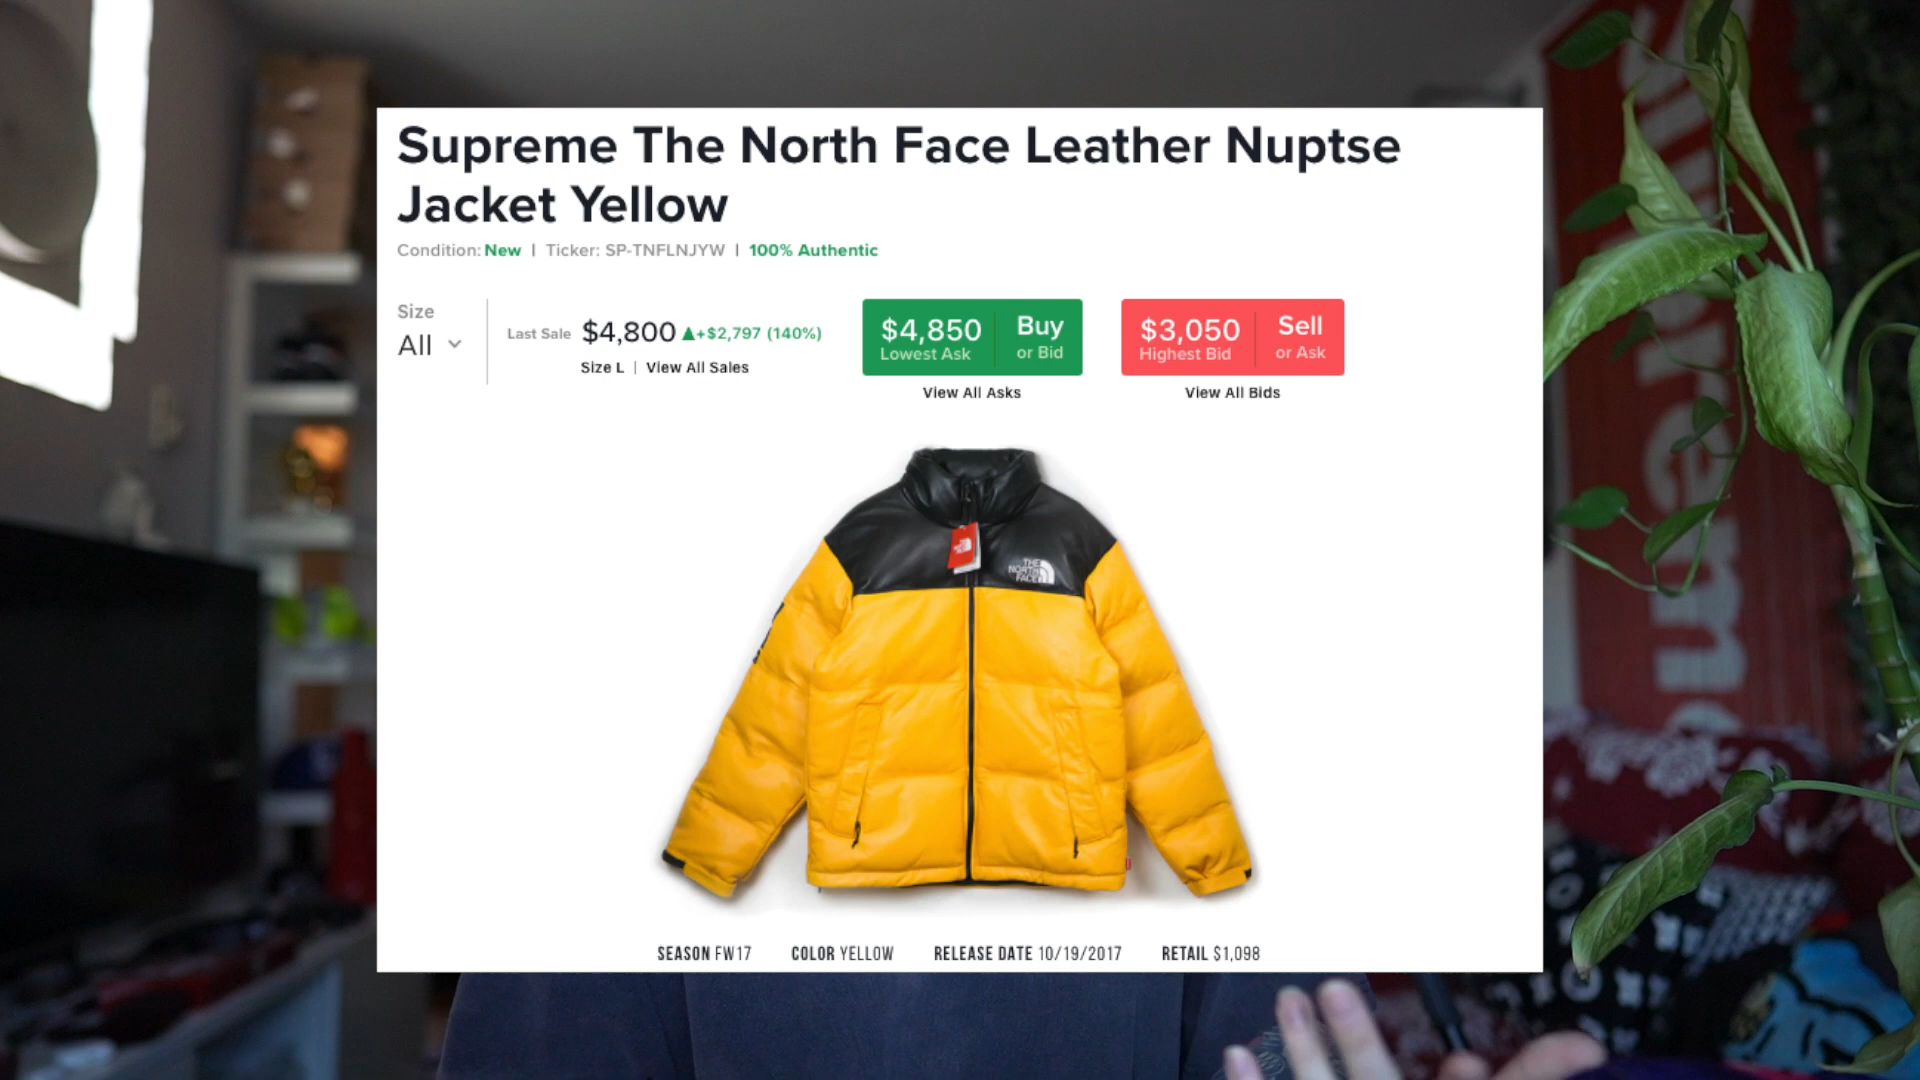 Supreme The North Face Leather Nuptse
Jacket Yellow
Condition: New | Ticker: SP-TNFLNJYW | 100% Authentic
Size
All
Last Sale $4,800 ▲+$2,797 (140%)
Size L | View All Sales
$4,850 Buy
Lowest Ask or Bid
View All Asks
$3,050 Sell
Highest Bid or Ask
View All Bids
THE
NORTH
FACE
SEASON FW17 COLOR YELLOW RELEASE DATE 10/19/2017 RETAIL $1,098
Supreme